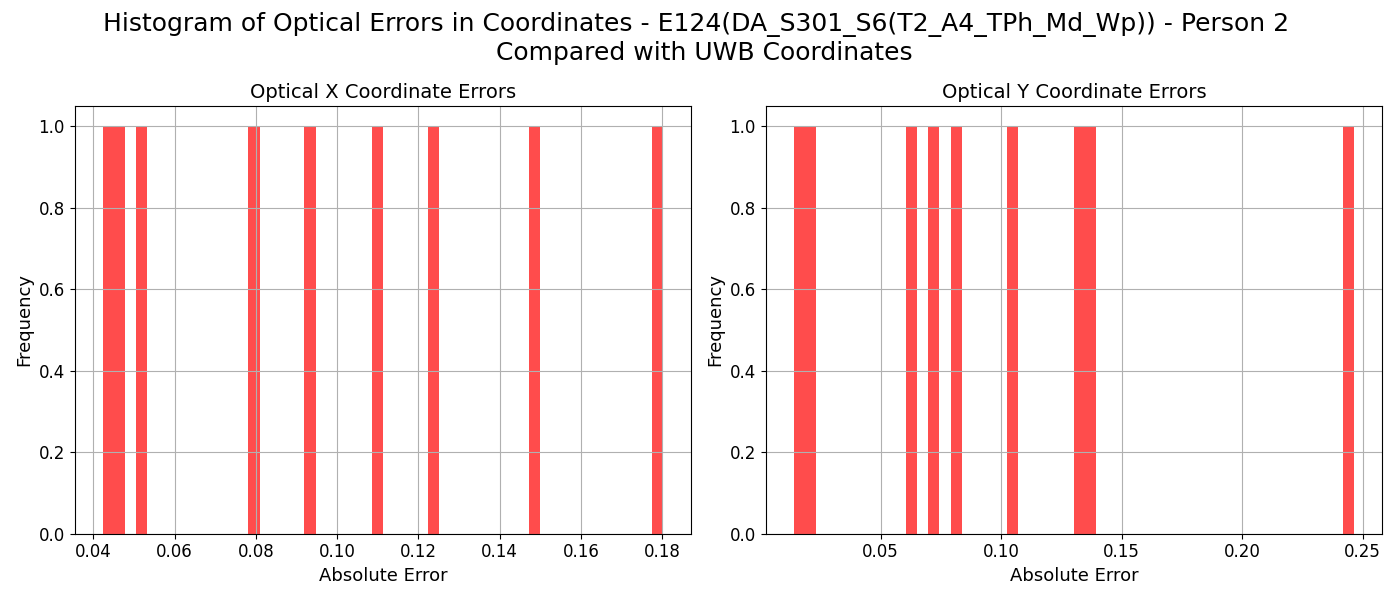 Histogram of Optical Errors in Coordinates - E124(DA_S301_S6(T2_A4_TPh_Md_Wp)) - Person 2
Compared with UWB Coordinates
Optical X Coordinate Errors
Frequency
1.0
0.8
0.6
0.4
0.2
0.0
0.04 0.06 0.08 0.10 0.12 0.14 0.16 0.18
Absolute Error
Optical Y Coordinate Errors
Frequency
1.0
0.8
0.6
0.4
0.2
0.0
0.05 0.10 0.15 0.20 0.25
Absolute Error